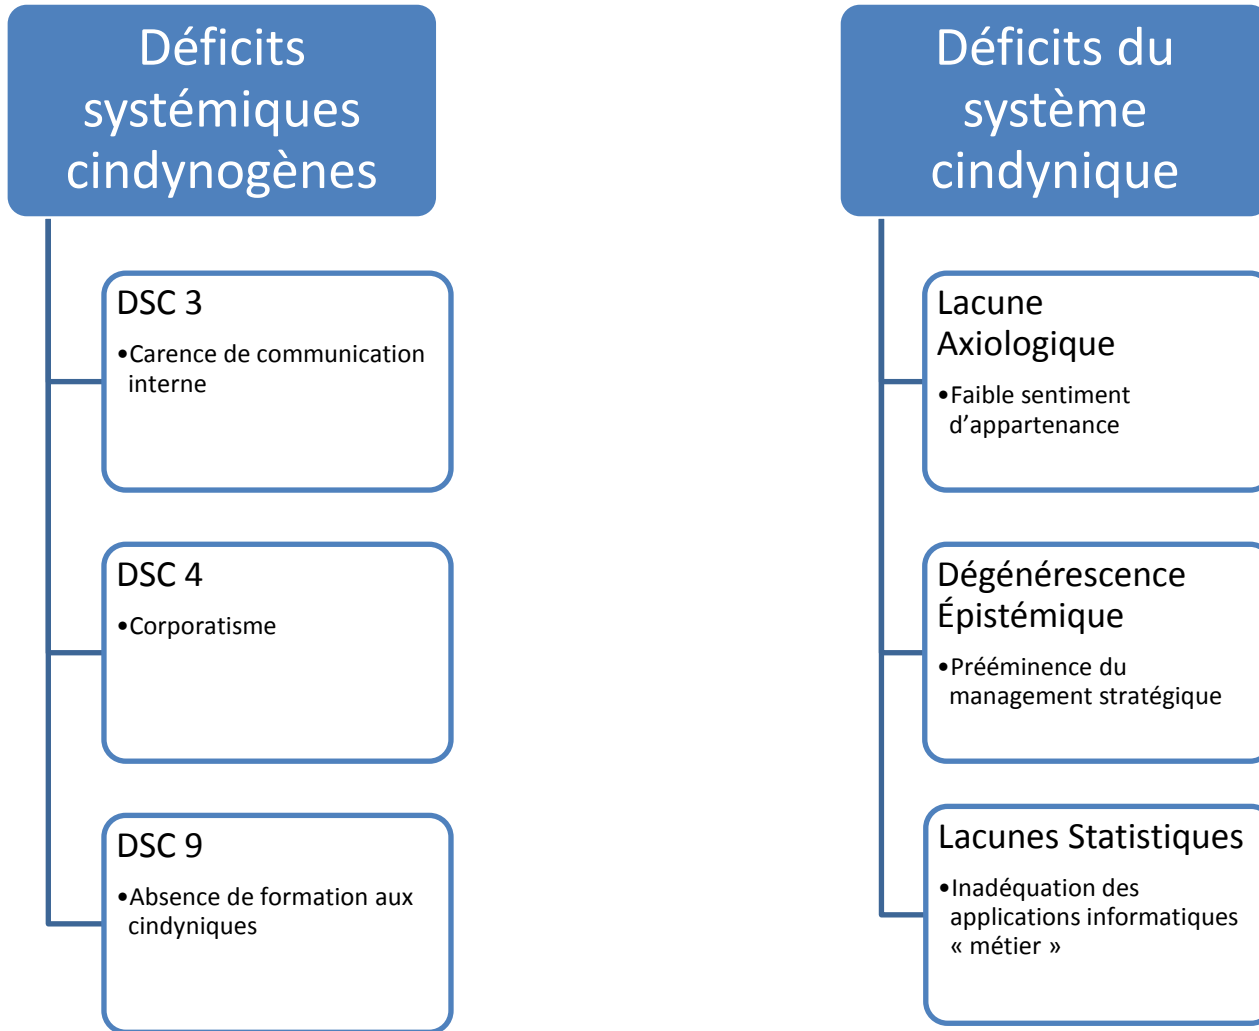 Déficits
systémiques
cindynogènes
DSC 3
•Carence de communication
interne
DSC 4
•Corporatisme
DSC 9
•Absence de formation aux
cindyniques
Déficits du
système
cindynique
Lacune
Axiologique
•Faible sentiment
d’appartenance
Dégénérescence
Épistémique
•Prééminence du
management stratégique
Lacunes Statistiques
•Inadéquation des
applications informatiques
« métier »